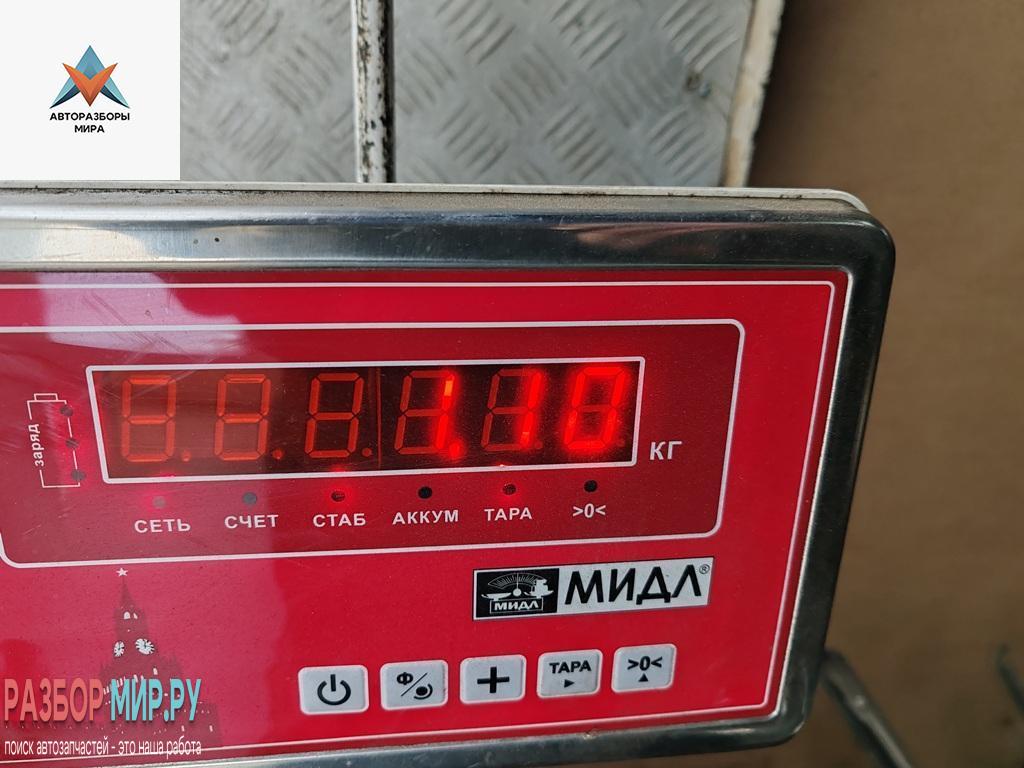 АВТОРАЗБОРЫ
МИРА
заряд
1.10
КГ
СЕТЬ СЧЕТ СТАБ АККУМ ТАРА >0<
МИДЛ МИДЛ®
Ф/ + ТАРА >0<
РАЗБОР МИР.РУ
поиск автозапчастей - это наша работа